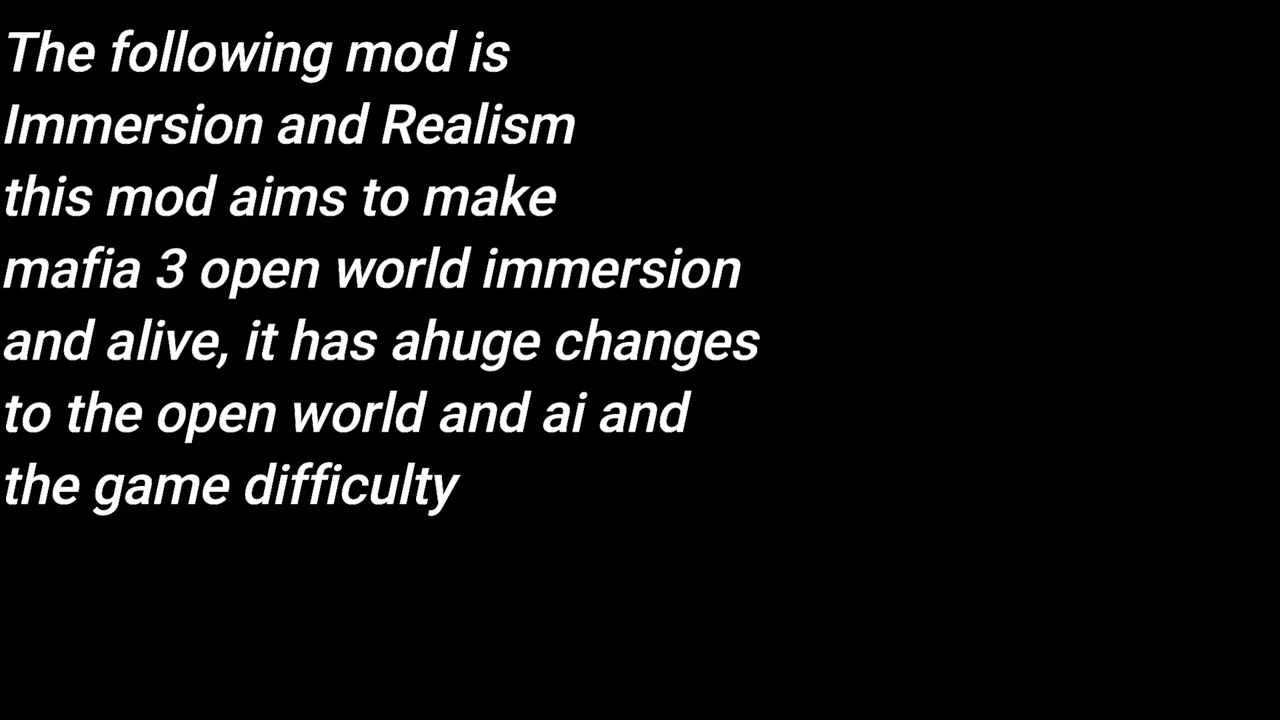 The following mod is
Immersion and Realism
this mod aims to make
mafia 3 open world immersion
and alive, it has ahuge changes
to the open world and ai and
the game difficulty